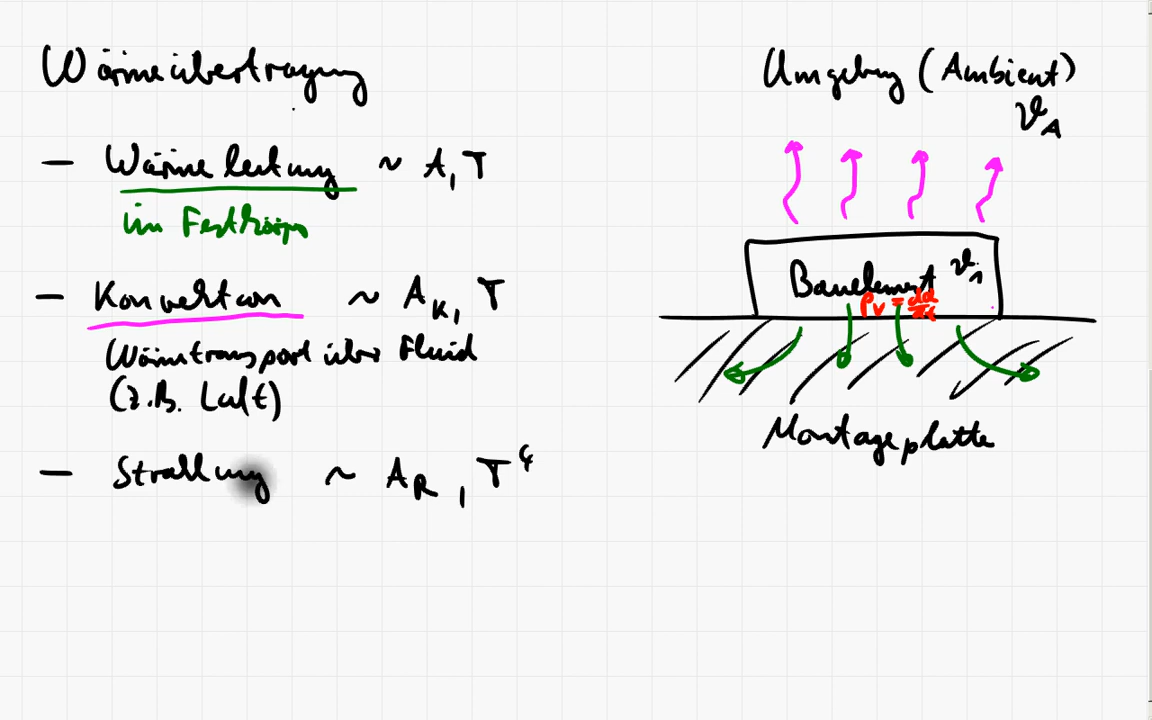 Wärmeübertragung
— Wärmeleitung ~ A, T
im Festkörper
— Konvektion ~ A_K, T
Wärmetransport über Fluid
(z.B. Luft)
— Strahlung ~ A_R, T^4
Umgebung (Ambient)
ϑ_A
Bauelement ϑ_1
P_V = dQ/dt
Montageplatte